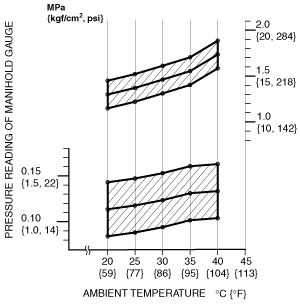 MPa
{kgf/cm², psi}
2.0
{20, 284}
1.5
{15, 218}
1.0
{10, 142}
PRESSURE READING OF MANIHOLD GAUGE
0.15
{1.5, 22}
0.10
{1.0, 14}
20 25 30 35 40 45
{59} {77} {86} {95} {104} {113}
AMBIENT TEMPERATURE °C {°F}